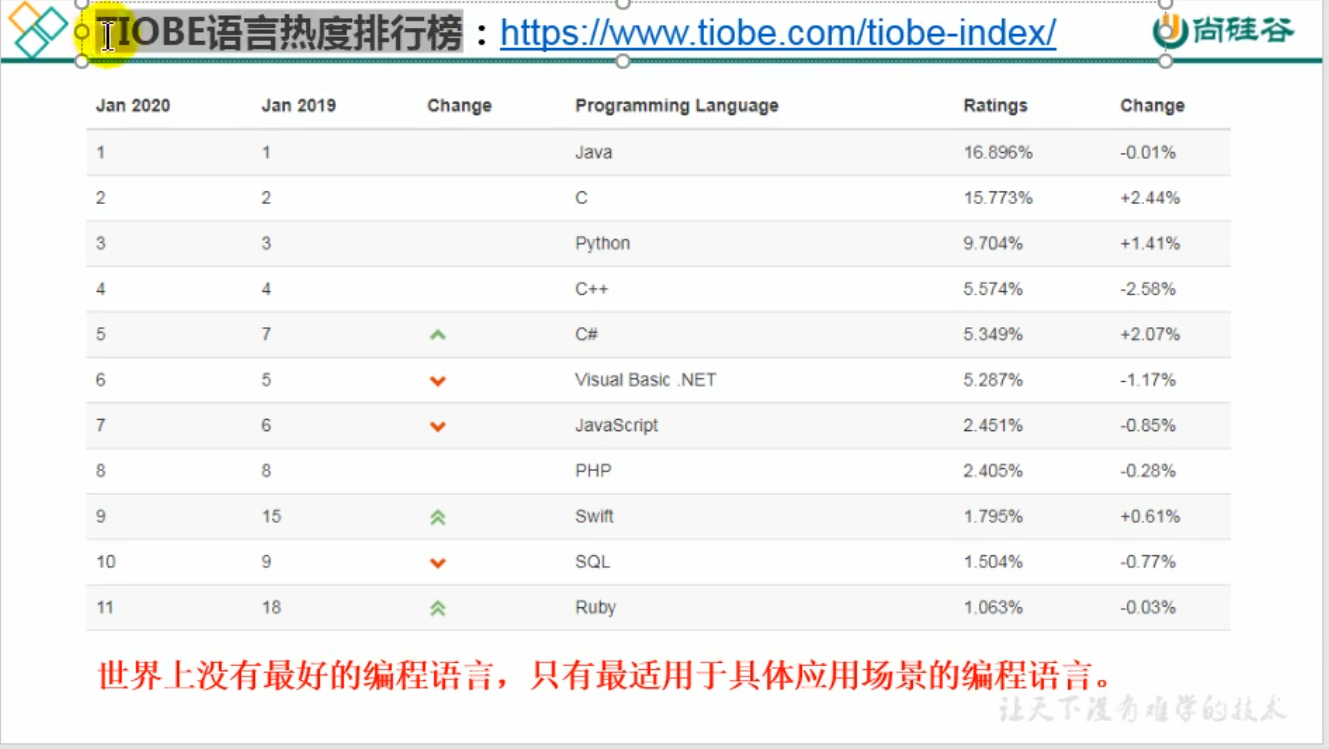 TIOBE语言热度排行榜：https://www.tiobe.com/tiobe-index/
尚硅谷
Jan 2020 Jan 2019 Change Programming Language Ratings Change
1 1 Java 16.896% -0.01%
2 2 C 15.773% +2.44%
3 3 Python 9.704% +1.41%
4 4 C++ 5.574% -2.58%
5 7 C# 5.349% +2.07%
6 5 Visual Basic .NET 5.287% -1.17%
7 6 JavaScript 2.451% -0.85%
8 8 PHP 2.405% -0.28%
9 15 Swift 1.795% +0.61%
10 9 SQL 1.504% -0.77%
11 18 Ruby 1.063% -0.03%
世界上没有最好的编程语言，只有最适用于具体应用场景的编程语言。
让天下没有难学的技术